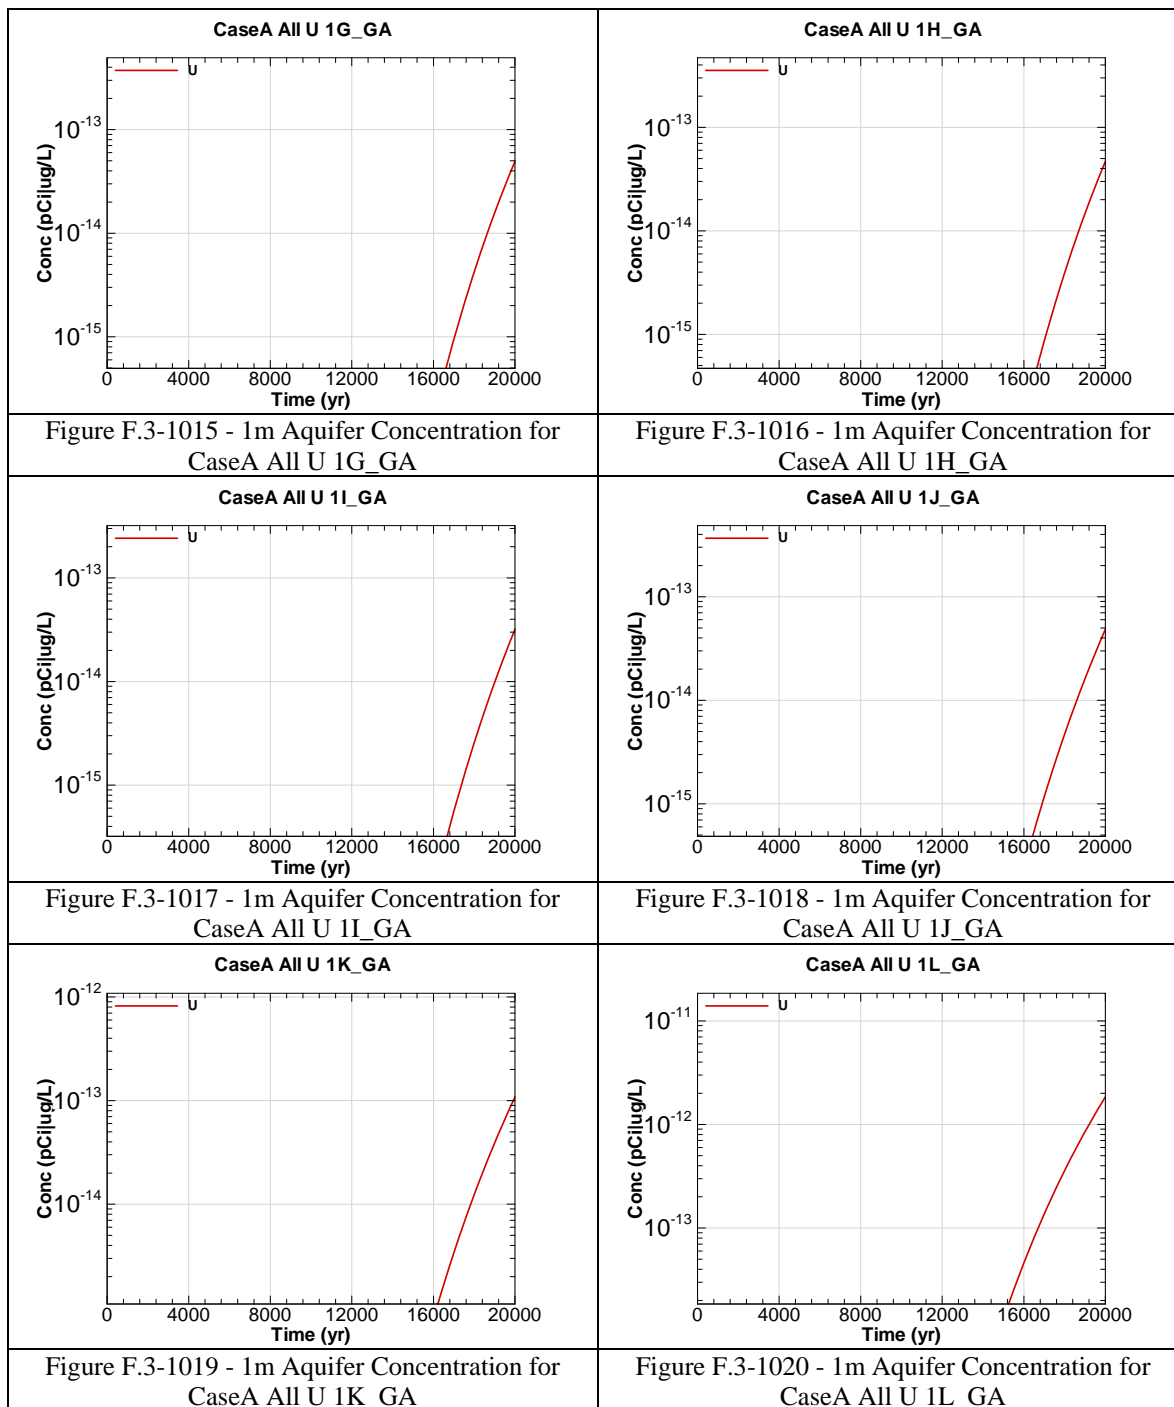 CaseA All U 1G_GA
U
10-13
10-14
10-15
Conc (pCi|ug/L)
0 4000 8000 12000 16000 20000
Time (yr)
Figure F.3-1015 - 1m Aquifer Concentration for
CaseA All U 1G_GA
CaseA All U 1H_GA
U
10-13
10-14
10-15
Conc (pCi|ug/L)
0 4000 8000 12000 16000 20000
Time (yr)
Figure F.3-1016 - 1m Aquifer Concentration for
CaseA All U 1H_GA
CaseA All U 1I_GA
U
10-13
10-14
10-15
Conc (pCi|ug/L)
0 4000 8000 12000 16000 20000
Time (yr)
Figure F.3-1017 - 1m Aquifer Concentration for
CaseA All U 1I_GA
CaseA All U 1J_GA
U
10-13
10-14
10-15
Conc (pCi|ug/L)
0 4000 8000 12000 16000 20000
Time (yr)
Figure F.3-1018 - 1m Aquifer Concentration for
CaseA All U 1J_GA
CaseA All U 1K_GA
U
10-12
10-13
10-14
Conc (pCi|ug/L)
0 4000 8000 12000 16000 20000
Time (yr)
Figure F.3-1019 - 1m Aquifer Concentration for
CaseA All U 1K_GA
CaseA All U 1L_GA
U
10-11
10-12
10-13
Conc (pCi|ug/L)
0 4000 8000 12000 16000 20000
Time (yr)
Figure F.3-1020 - 1m Aquifer Concentration for
CaseA All U 1L_GA